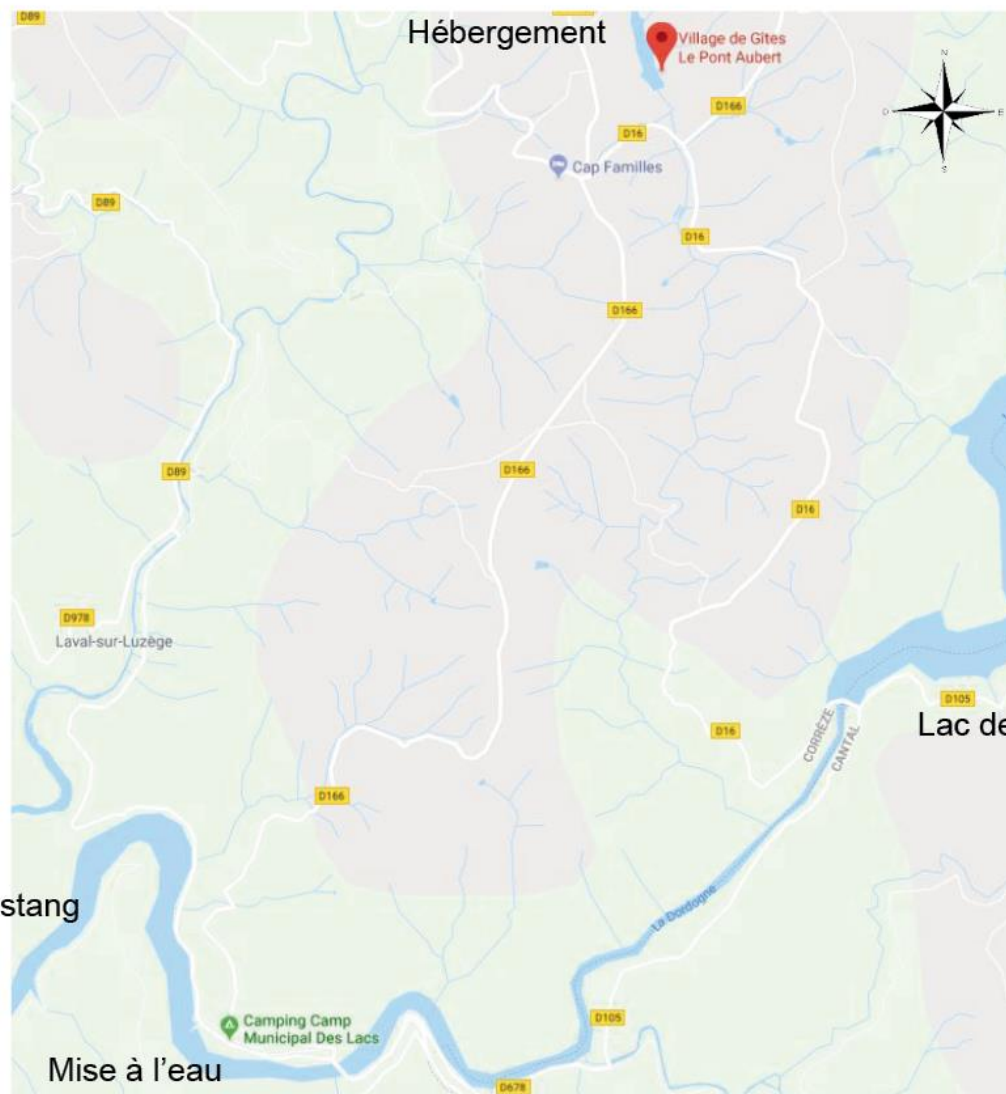 D89
Hébergement
Village de Gîtes
Le Pont Aubert
N
O
E
S
D166
D16
Cap Familles
D89
D16
D166
D89
D166
D16
D978
Laval-sur-Luzège
D105
Lac de
D16
CORRÈZE
CANTAL
D166
stang
La Dordogne
Camping Camp
Municipal Des Lacs
D105
Mise à l'eau
D678